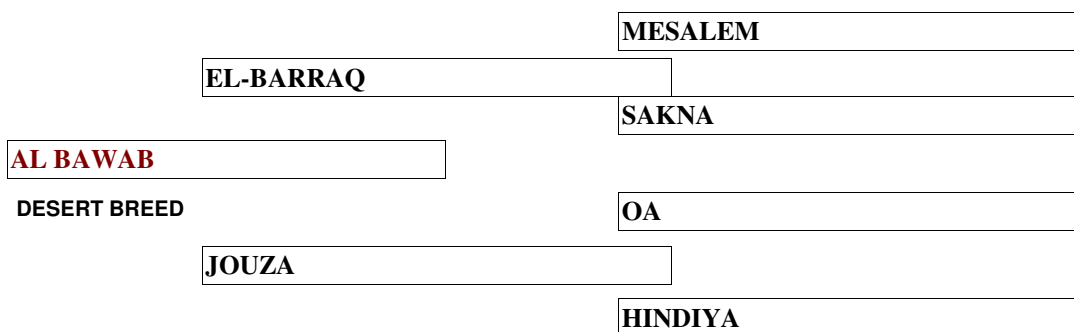 MESALEM
EL-BARRAQ
SAKNA
AL BAWAB
DESERT BREED
OA
JOUZA
HINDIYA